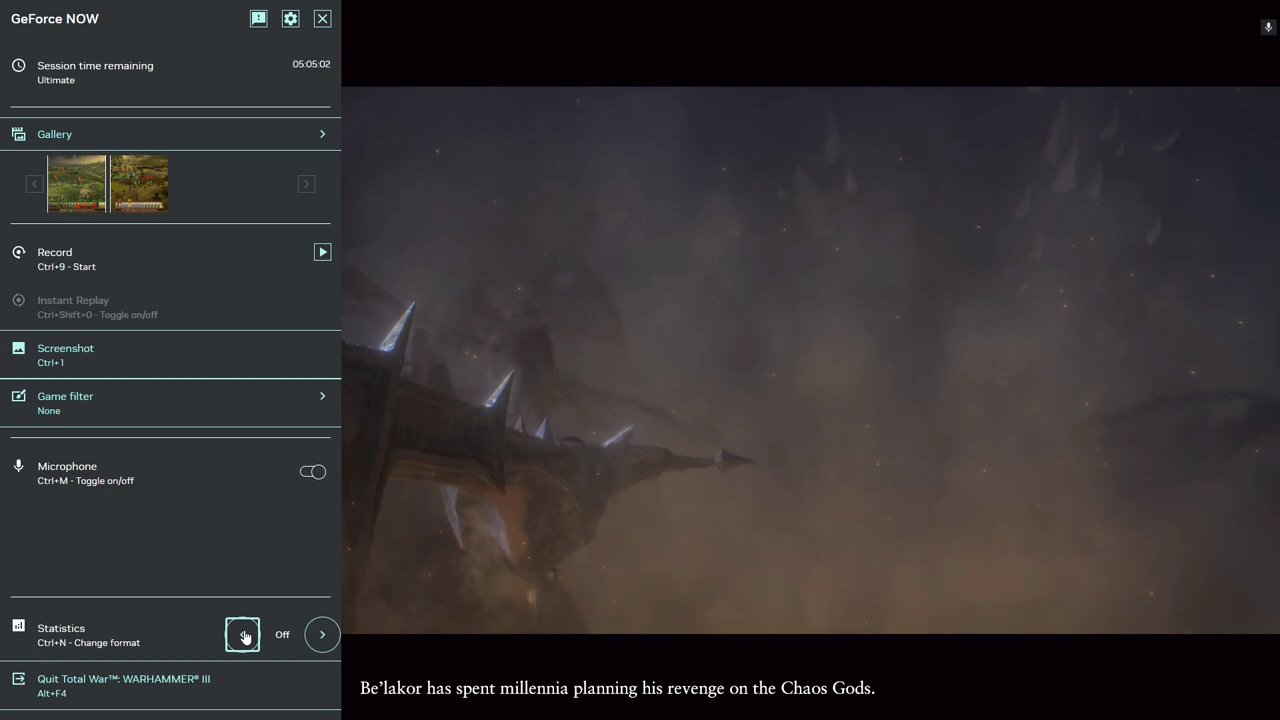 GeForce NOW
Session time remaining
05:05:02
Ultimate
Gallery
Record
Ctrl+9 - Start
Instant Replay
Ctrl+Shift+0 - Toggle on/off
Screenshot
Ctrl+1
Game filter
None
Microphone
Ctrl+M - Toggle on/off
Statistics
Ctrl+N - Change format
Off
Quit Total War™: WARHAMMER® III
Alt+F4
Be’lakor has spent millennia planning his revenge on the Chaos Gods.